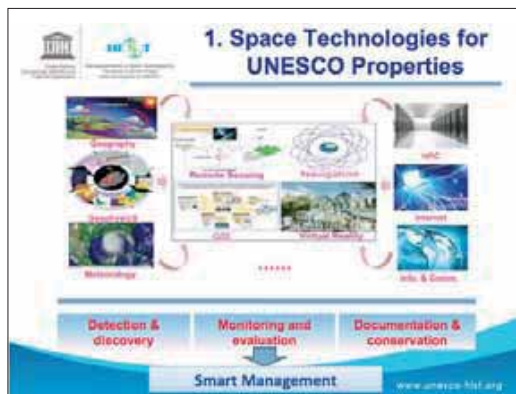 1. Space Technologies for
UNESCO Properties
HIST
Geography
Geophysics
Meteorology
Remote Sensing
Navigation
GIS
Virtual Reality
......
HPC
Internet
Info. & Comm.
Detection &
discovery
Monitoring and
evaluation
Documentation &
conservation
Smart Management
www.unesco-hist.org